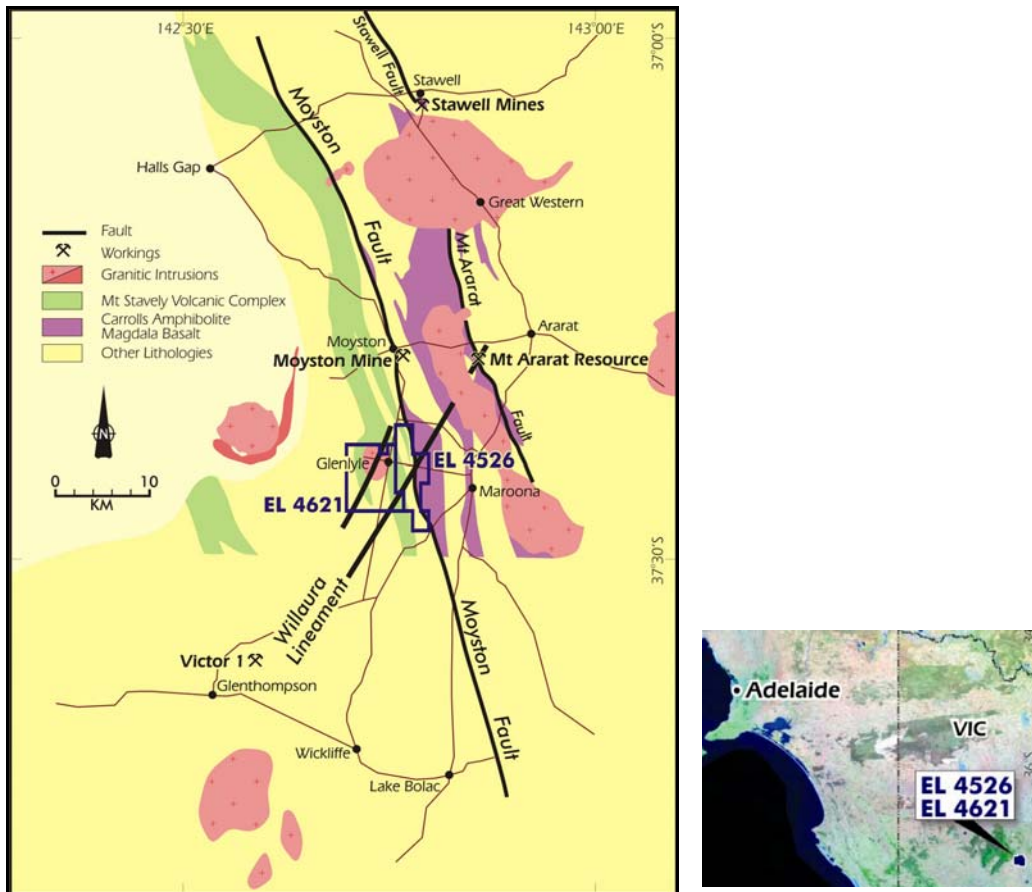 142°30'E
143°00'E
37°00'S
Stawell Fault
Stawell
Stawell Mines
Moyston
Halls Gap
Great Western
Fault
Workings
Granitic Intrusions
Mt Stavely Volcanic Complex
Carrolls Amphibolite
Magdala Basalt
Other Lithologies
Fault
Mt Ararat
Ararat
Moyston
Moyston Mine
Mt Ararat Resource
N
0 10
KM
Fault
Glenlyle
EL 4526
EL 4621
Maroona
37°30'S
Willaura
Lineament
Moyston
Victor 1
Glenthompson
Fault
Wickliffe
Lake Bolac
Adelaide
VIC
EL 4526
EL 4621